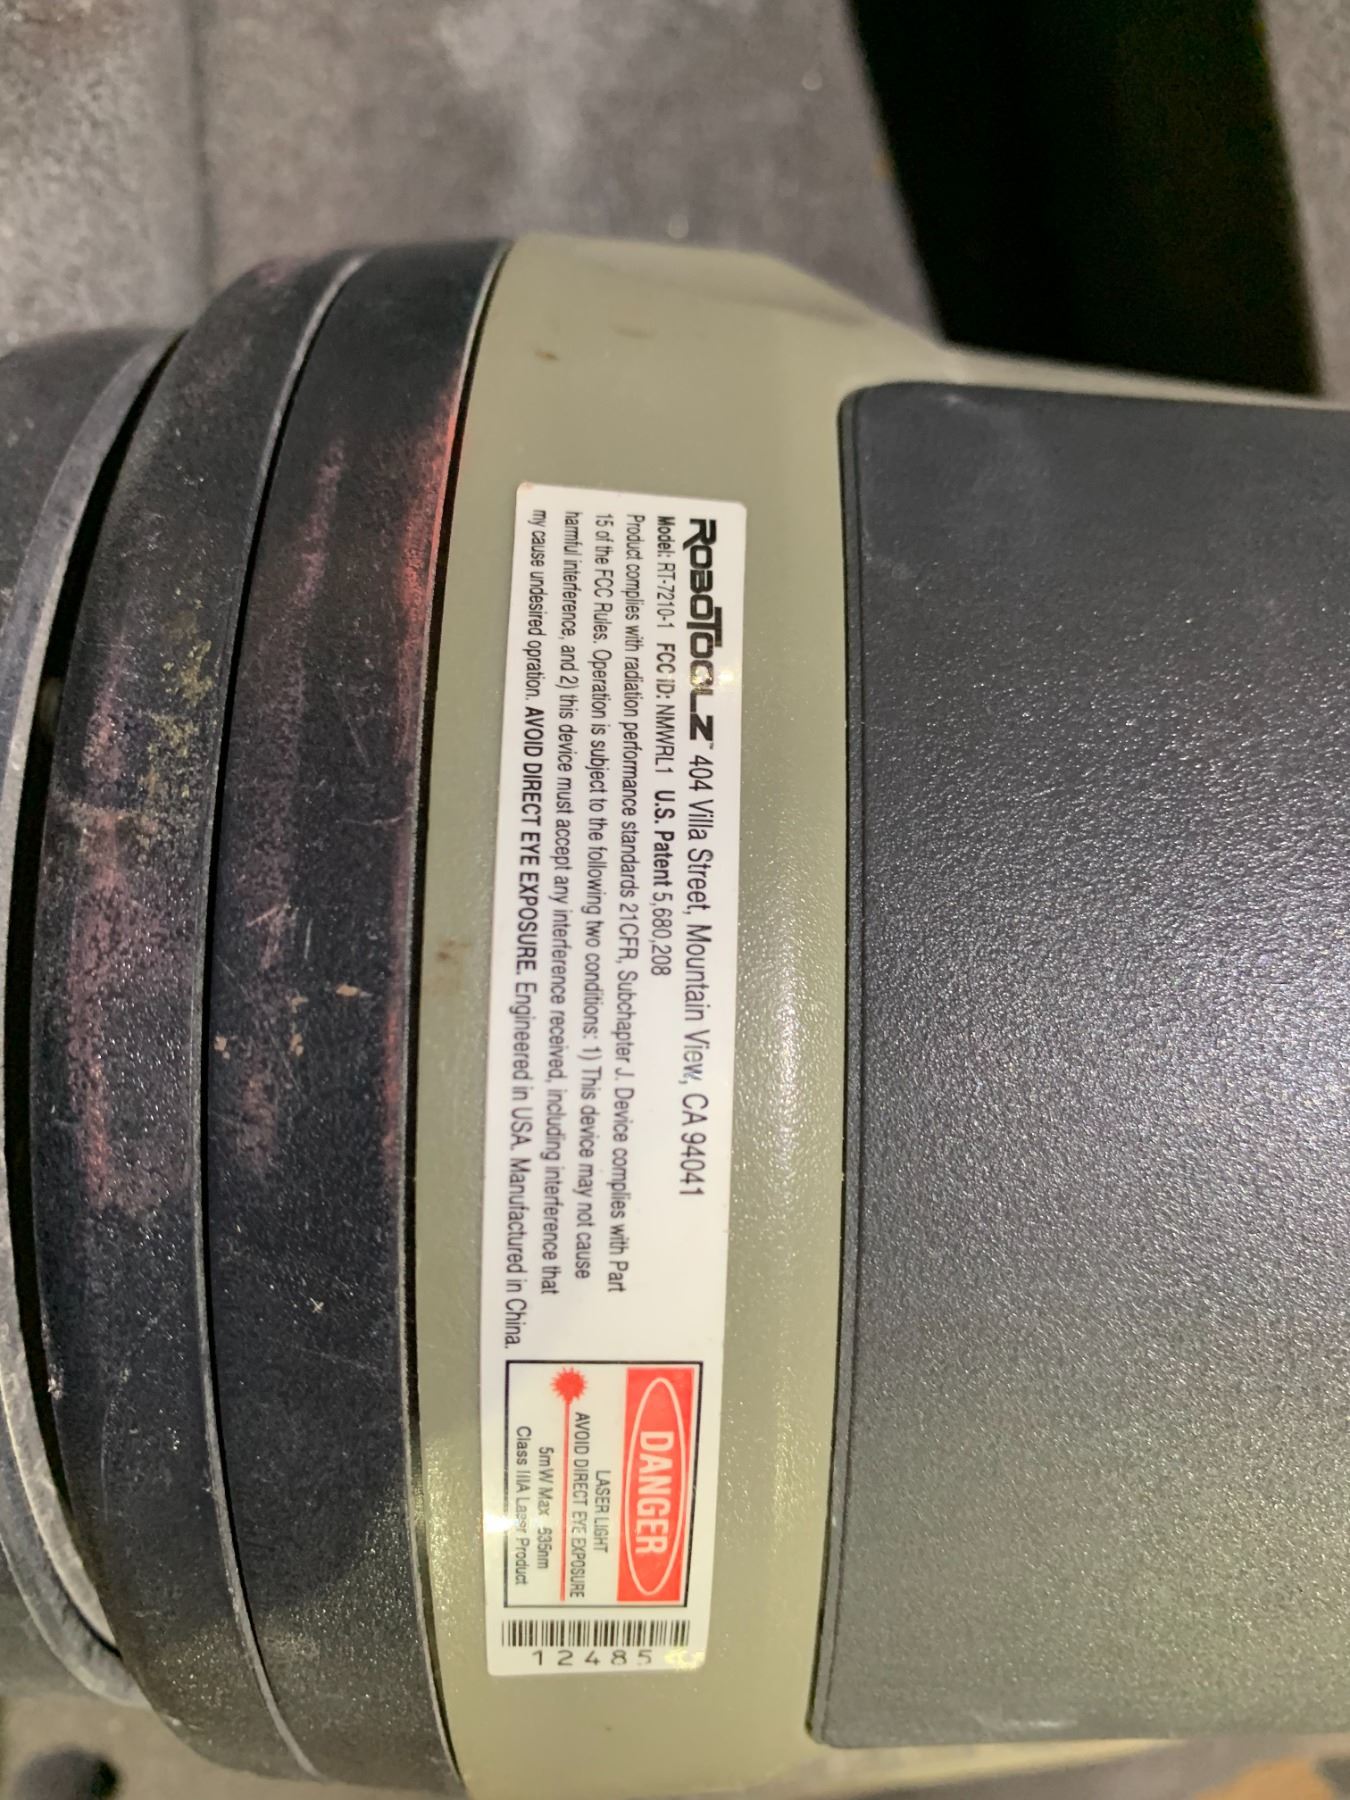 ROBOTOOLZ™ 404 Villa Street, Mountain View, CA 94041
Model: RT-7210-1 FCC ID: NMWRL1 U.S. Patent 5,680,208
Product complies with radiation performance standards 21CFR, Subchapter J. Device complies with Part
15 of the FCC Rules. Operation is subject to the following two conditions: 1) This device may not cause
harmful interference, and 2) this device must accept any interference received, including interference that
my cause undesired opration. AVOID DIRECT EYE EXPOSURE. Engineered in USA. Manufactured in China.
DANGER
LASER LIGHT
AVOID DIRECT EYE EXPOSURE
5mW Max 635nm
Class IIIA Laser Product